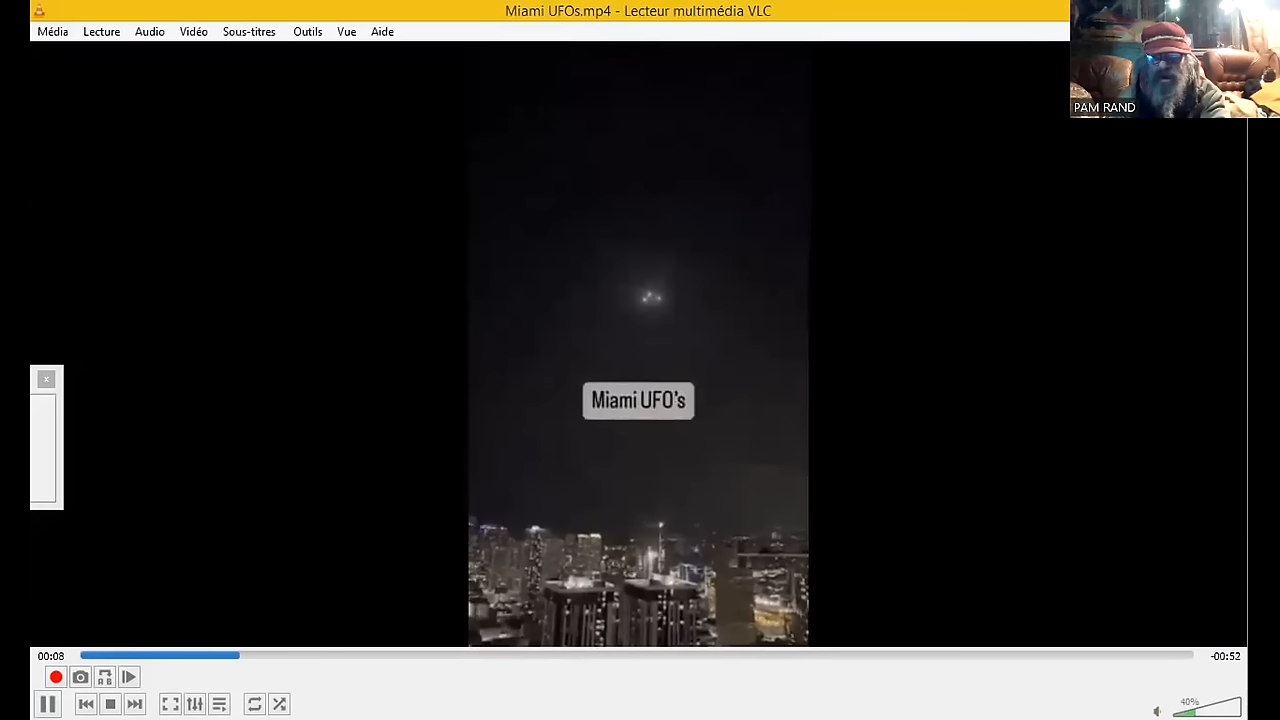 Miami UFOs.mp4 - Lecteur multimédia VLC
Média Lecture Audio Vidéo Sous-titres Outils Vue Aide
PAM RAND
Miami UFO's
00:08 -00:52
A B
40%